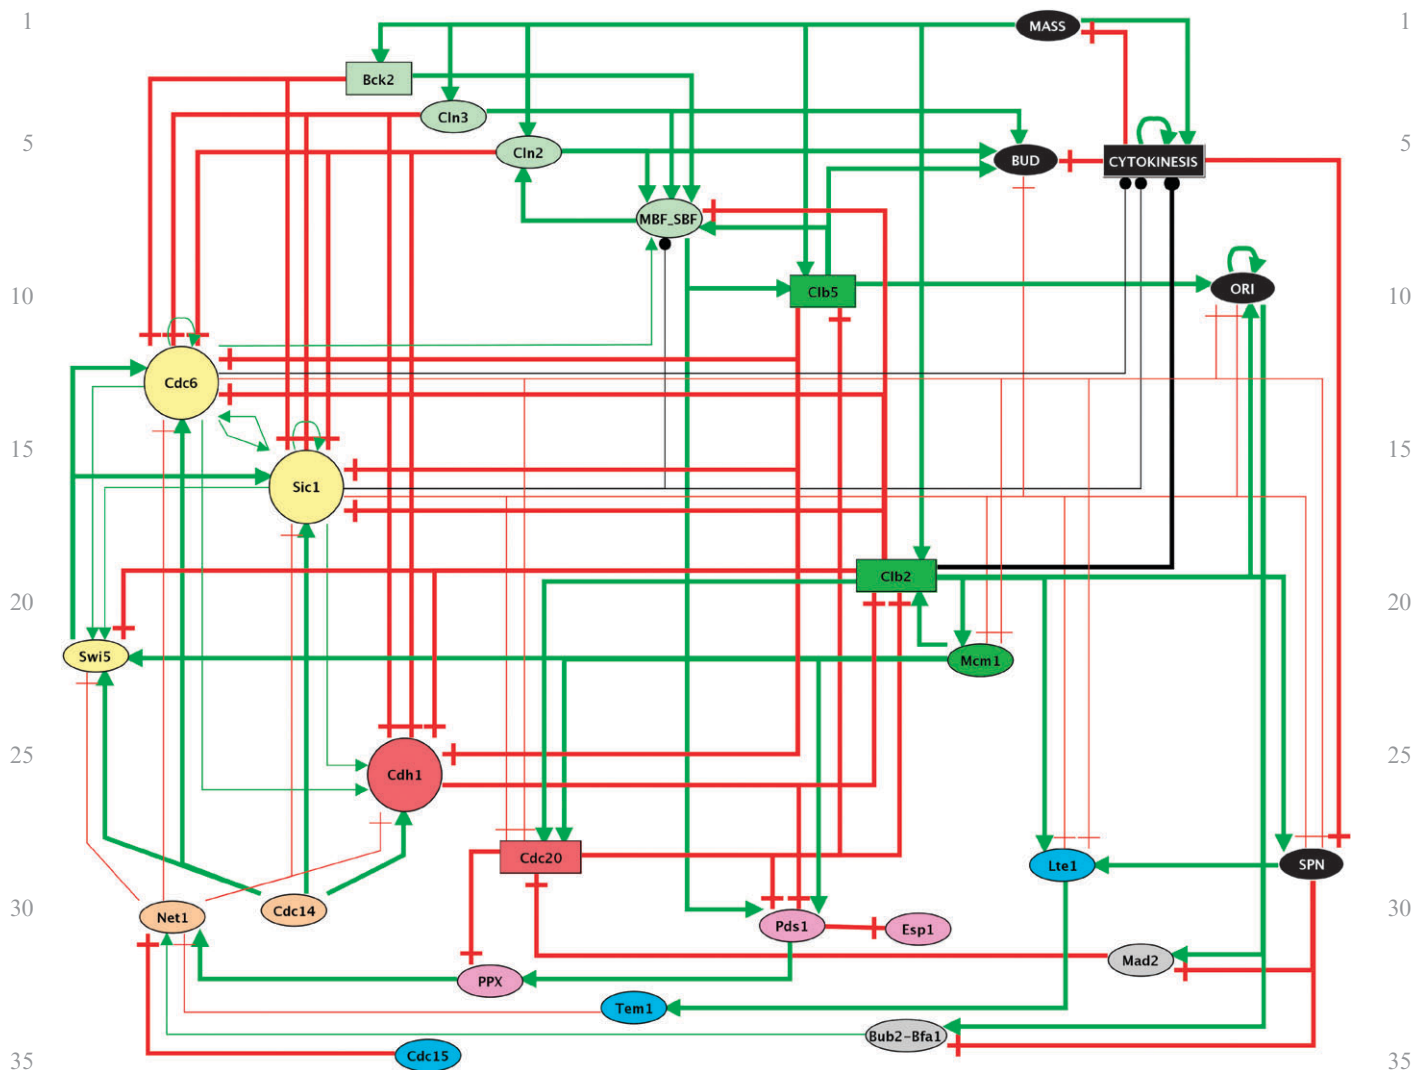 1 MASS 1
Bck2
Cln3
5 Cln2 BUD CYTOKINESIS 5
MBF_SBF
10 Clb5 ORI 10
Cdc6
15 15
Sic1
Clb2
20 20
Swi5 Mcm1
25 25
Cdh1
Cdc20 Lte1 SPN
30 Net1 Cdc14 30
Pds1 Esp1
Mad2
PPX
Tem1
Bub2-Bfa1
35 Cdc15 35